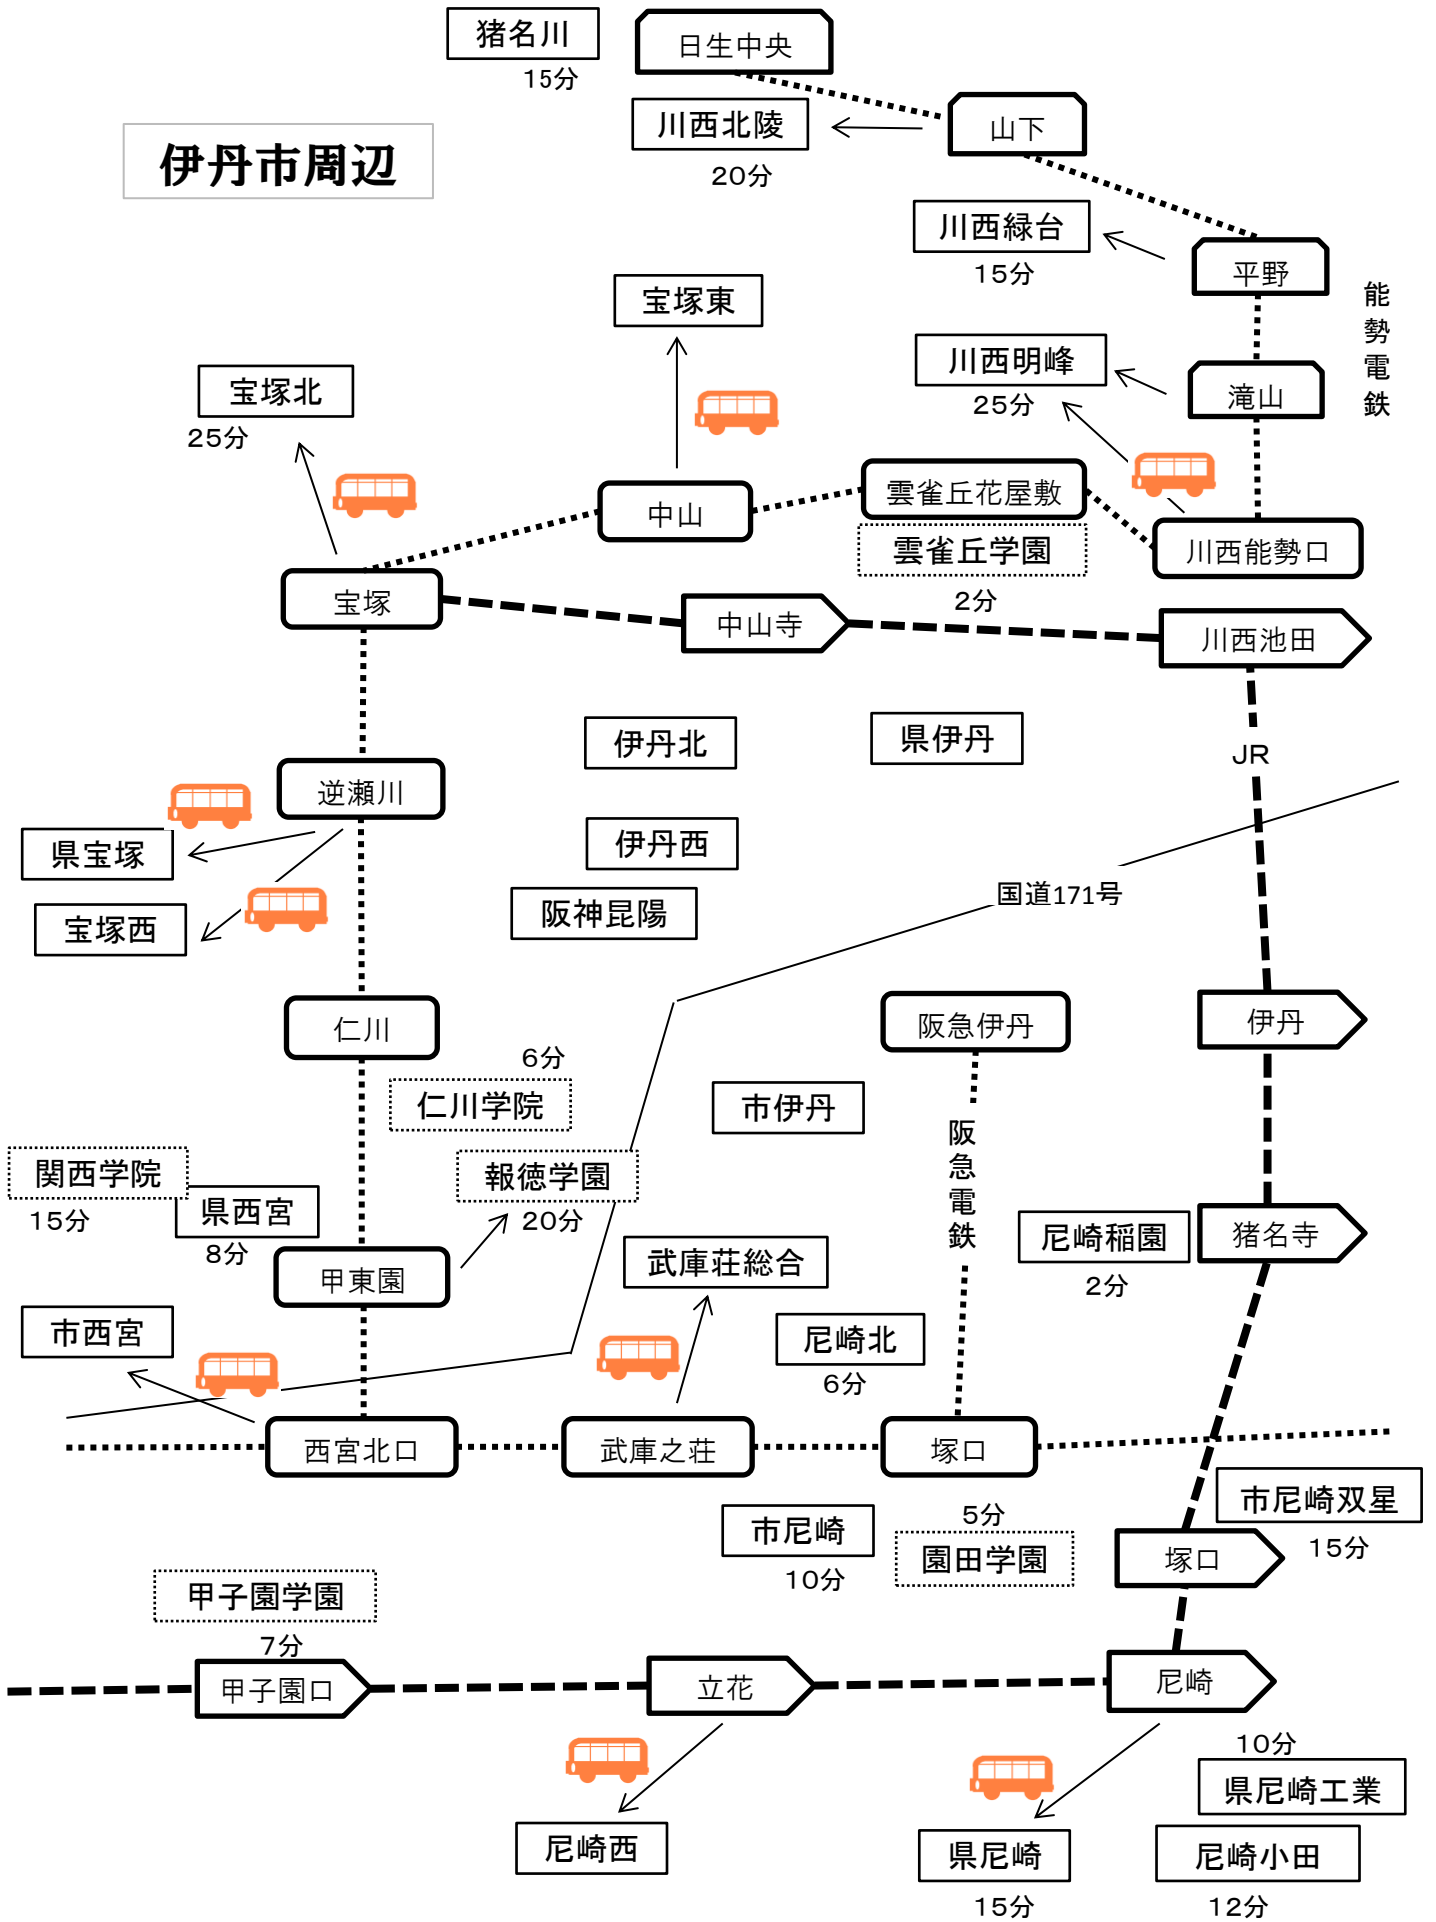 猪名川
15分
日生中央
川西北陵
20分
山下
伊丹市周辺
川西緑台
15分
平野
能勢電鉄
宝塚東
川西明峰
25分
滝山
宝塚北
25分
中山
雲雀丘花屋敷
雲雀丘学園
2分
川西能勢口
宝塚
中山寺
川西池田
伊丹北
県伊丹
JR
逆瀬川
県宝塚
伊丹西
宝塚西
阪神昆陽
国道171号
仁川
阪急伊丹
伊丹
6分
仁川学院
市伊丹
阪急電鉄
関西学院
15分
県西宮
8分
報徳学園
20分
甲東園
武庫荘総合
尼崎稲園
2分
猪名寺
市西宮
尼崎北
6分
西宮北口
武庫之荘
塚口
市尼崎
10分
5分
園田学園
市尼崎双星
15分
塚口
甲子園学園
7分
甲子園口
立花
尼崎
10分
県尼崎工業
尼崎西
県尼崎
15分
尼崎小田
12分